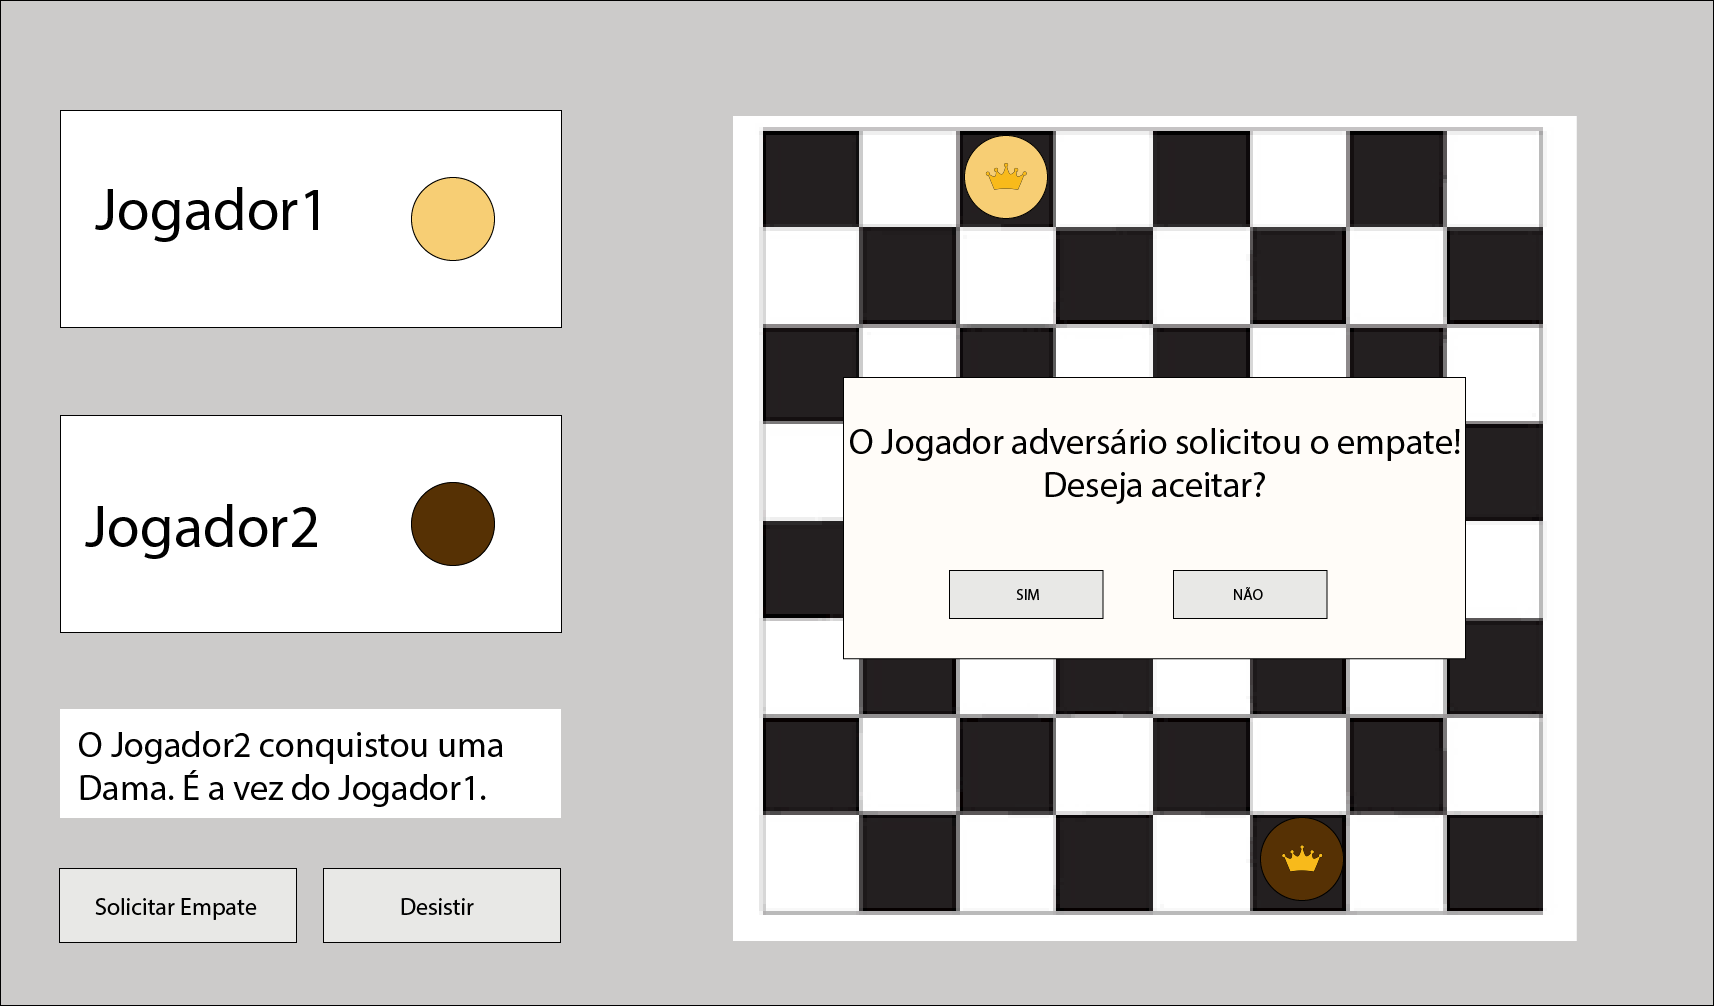 Jogador1
Jogador2
O Jogador2 conquistou uma
Dama. É a vez do Jogador1.
Solicitar Empate
Desistir
O Jogador adversário solicitou o empate!
Deseja aceitar?
SIM
NÃO